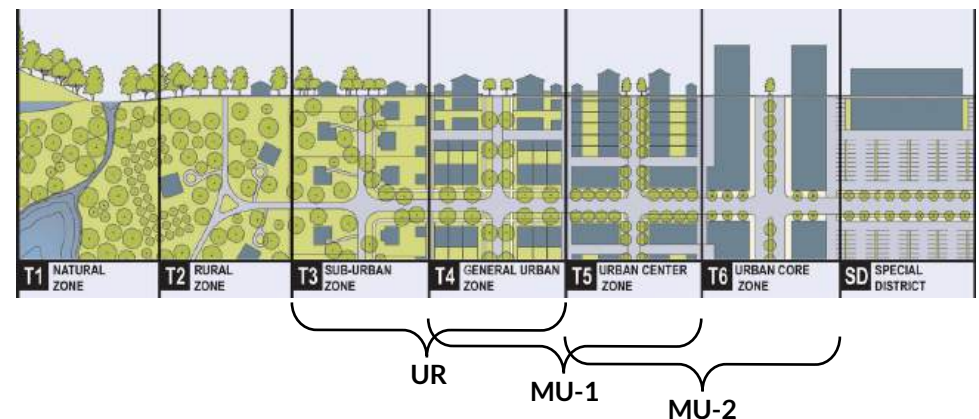 T1 NATURAL ZONE
T2 RURAL ZONE
T3 SUB-URBAN ZONE
T4 GENERAL URBAN ZONE
T5 URBAN CENTER ZONE
T6 URBAN CORE ZONE
SD SPECIAL DISTRICT
UR
MU-1
MU-2